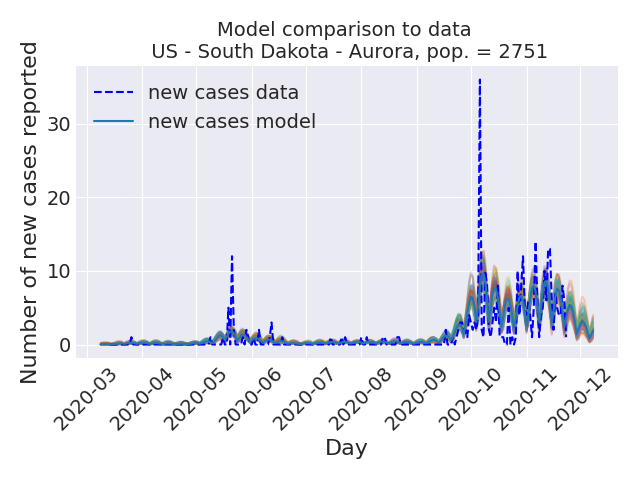 Model comparison to data
US - South Dakota - Aurora, pop. = 2751
new cases data
new cases model
Number of new cases reported
30
20
10
0
2020-03
2020-04
2020-05
2020-06
2020-07
2020-08
2020-09
2020-10
2020-11
2020-12
Day